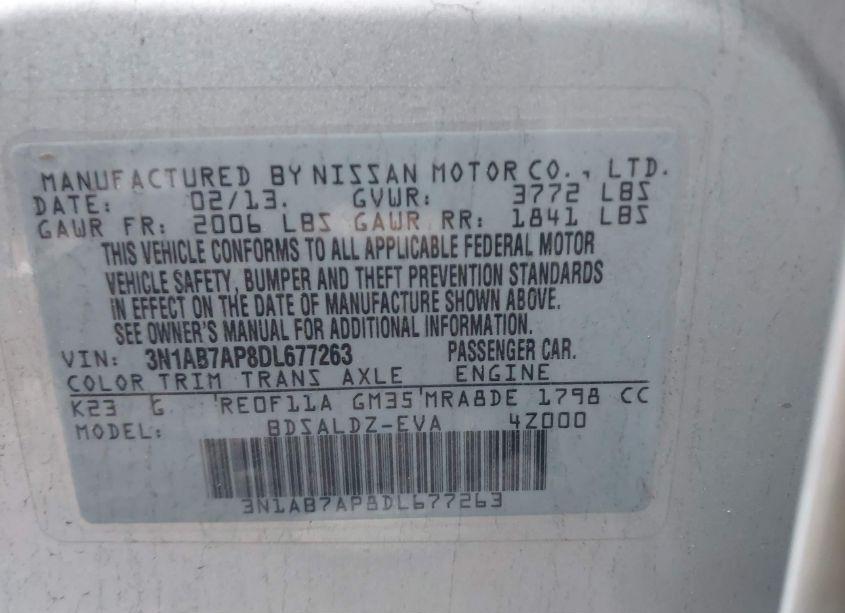 MANUFACTURED BY NISSAN MOTOR CO., LTD.
DATE: 02/13. GVWR: 3772 LBS
GAWR FR: 2006 LBS GAWR RR: 1841 LBS
THIS VEHICLE CONFORMS TO ALL APPLICABLE FEDERAL MOTOR
VEHICLE SAFETY, BUMPER AND THEFT PREVENTION STANDARDS
IN EFFECT ON THE DATE OF MANUFACTURE SHOWN ABOVE.
SEE OWNER'S MANUAL FOR ADDITIONAL INFORMATION.
VIN: 3N1AB7AP8DL677263 PASSENGER CAR.
COLOR TRIM TRANS AXLE ENGINE
K23 G RE0F11A GM35 MRA8DE 1798 CC
MODEL: BDSALDZ-EVA 4Z000
3N1AB7AP8DL677263